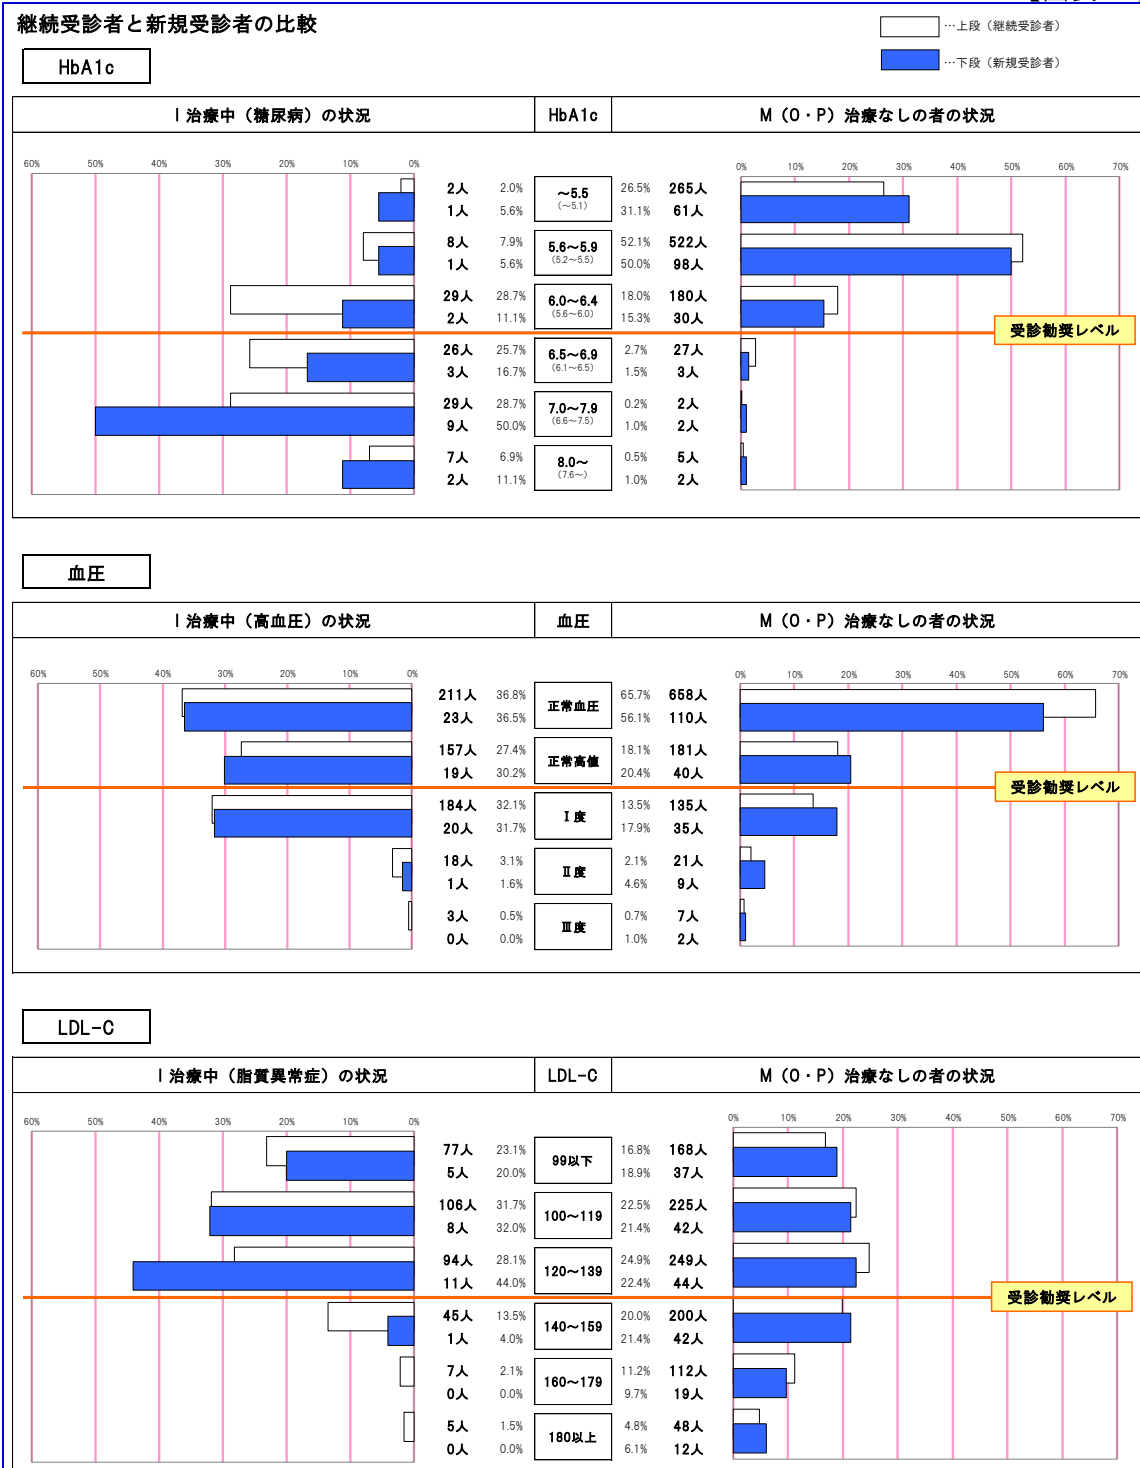 継続受診者と新規受診者の比較
…上段（継続受診者）
…下段（新規受診者）
HbA1c
Ⅰ 治療中（糖尿病）の状況 HbA1c M（O・P）治療なしの者の状況
60% 50% 40% 30% 20% 10% 0% 0% 10% 20% 30% 40% 50% 60% 70%
2人 2.0% ～5.5 26.5% 265人
1人 5.6% （～5.1） 31.1% 61人
8人 7.9% 5.6～5.9 52.1% 522人
1人 5.6% （5.2～5.5） 50.0% 98人
29人 28.7% 6.0～6.4 18.0% 180人
2人 11.1% （5.6～6.0） 15.3% 30人
受診勧奨レベル
26人 25.7% 6.5～6.9 2.7% 27人
3人 16.7% （6.1～6.5） 1.5% 3人
29人 28.7% 7.0～7.9 0.2% 2人
9人 50.0% （6.6～7.5） 1.0% 2人
7人 6.9% 8.0～ 0.5% 5人
2人 11.1% （7.6～） 1.0% 2人
血圧
Ⅰ 治療中（高血圧）の状況 血圧 M（O・P）治療なしの者の状況
60% 50% 40% 30% 20% 10% 0% 0% 10% 20% 30% 40% 50% 60% 70%
211人 36.8% 正常血圧 65.7% 658人
23人 36.5% 56.1% 110人
157人 27.4% 正常高値 18.1% 181人
19人 30.2% 20.4% 40人
受診勧奨レベル
184人 32.1% Ⅰ度 13.5% 135人
20人 31.7% 17.9% 35人
18人 3.1% Ⅱ度 2.1% 21人
1人 1.6% 4.6% 9人
3人 0.5% Ⅲ度 0.7% 7人
0人 0.0% 1.0% 2人
LDL-C
Ⅰ 治療中（脂質異常症）の状況 LDL-C M（O・P）治療なしの者の状況
60% 50% 40% 30% 20% 10% 0% 0% 10% 20% 30% 40% 50% 60% 70%
77人 23.1% 99以下 16.8% 168人
5人 20.0% 18.9% 37人
106人 31.7% 100～119 22.5% 225人
8人 32.0% 21.4% 42人
94人 28.1% 120～139 24.9% 249人
11人 44.0% 22.4% 44人
受診勧奨レベル
45人 13.5% 140～159 20.0% 200人
1人 4.0% 21.4% 42人
7人 2.1% 160～179 11.2% 112人
0人 0.0% 9.7% 19人
5人 1.5% 180以上 4.8% 48人
0人 0.0% 6.1% 12人